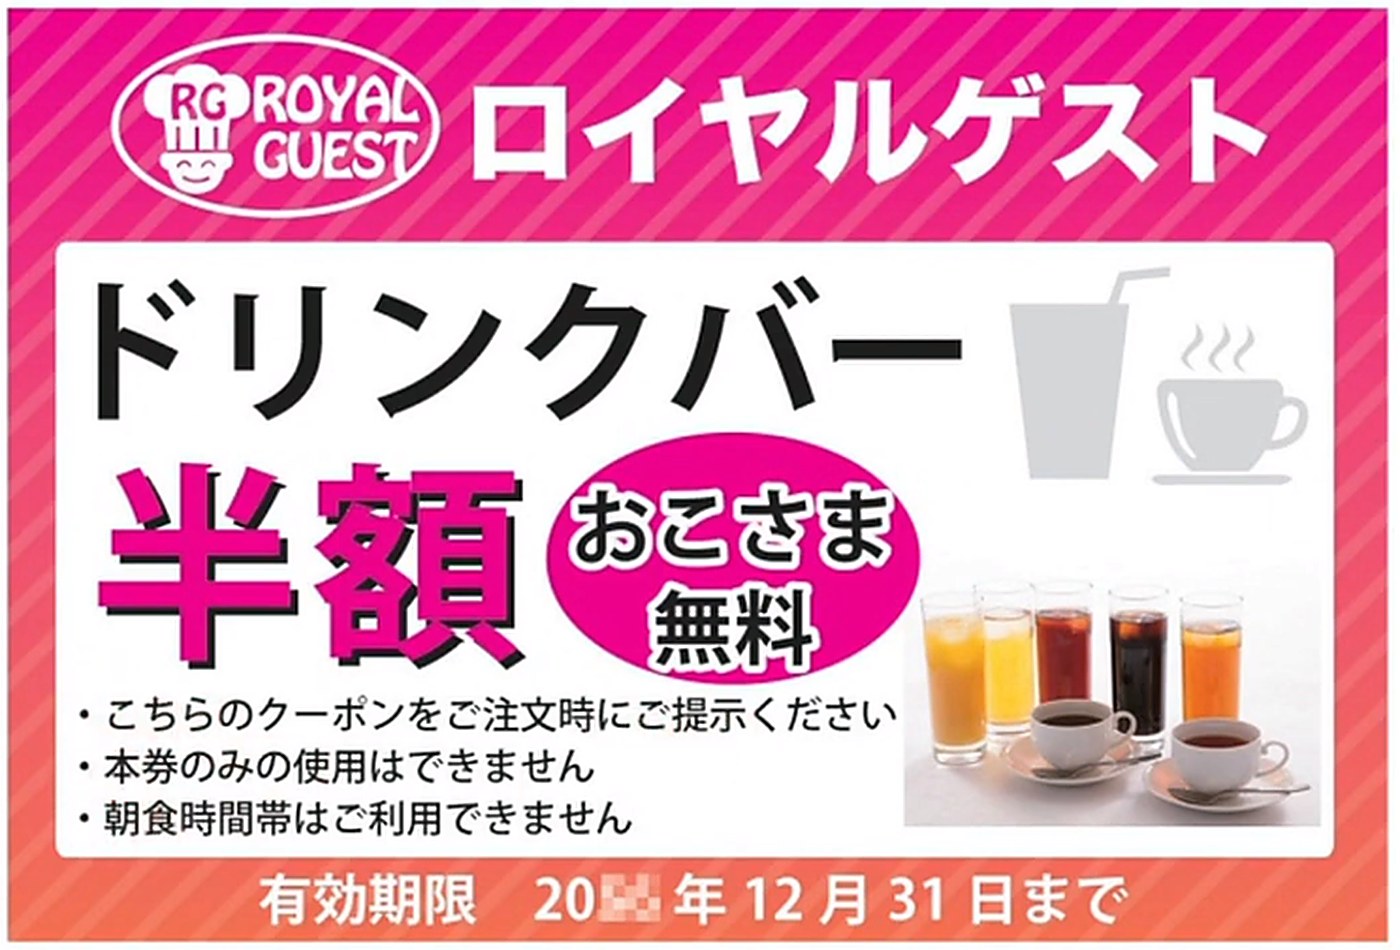 RG ROYAL GUEST
ロイヤルゲスト
ドリンクバー
半額
おこさま
無料
・こちらのクーポンをご注文時にご提示ください
・本券のみの使用はできません
・朝食時間帯はご利用できません
有効期限 20 年 12 月 31 日まで